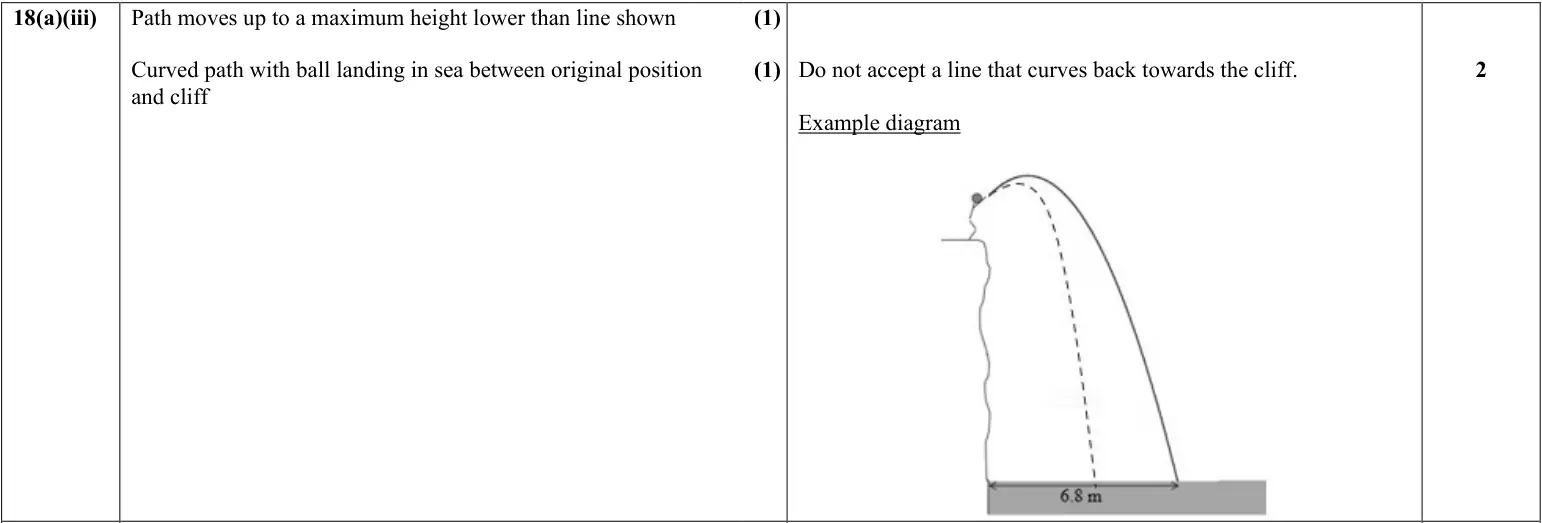 18(a)(iii)
Path moves up to a maximum height lower than line shown (1)
Curved path with ball landing in sea between original position (1)
and cliff
Do not accept a line that curves back towards the cliff.
Example diagram
6.8 m
2